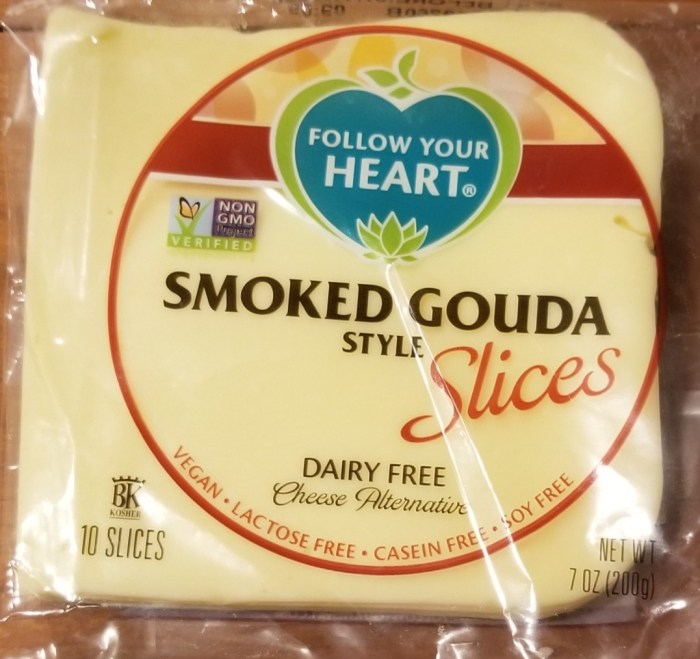 FOLLOW YOUR
HEART®
NON
GMO
Project
VERIFIED
SMOKED GOUDA
STYLE
Slices
DAIRY FREE
Cheese Alternative
VEGAN • LACTOSE FREE • CASEIN FREE • SOY FREE
BK
KOSHER
10 SLICES
NET WT
7 OZ (200g)